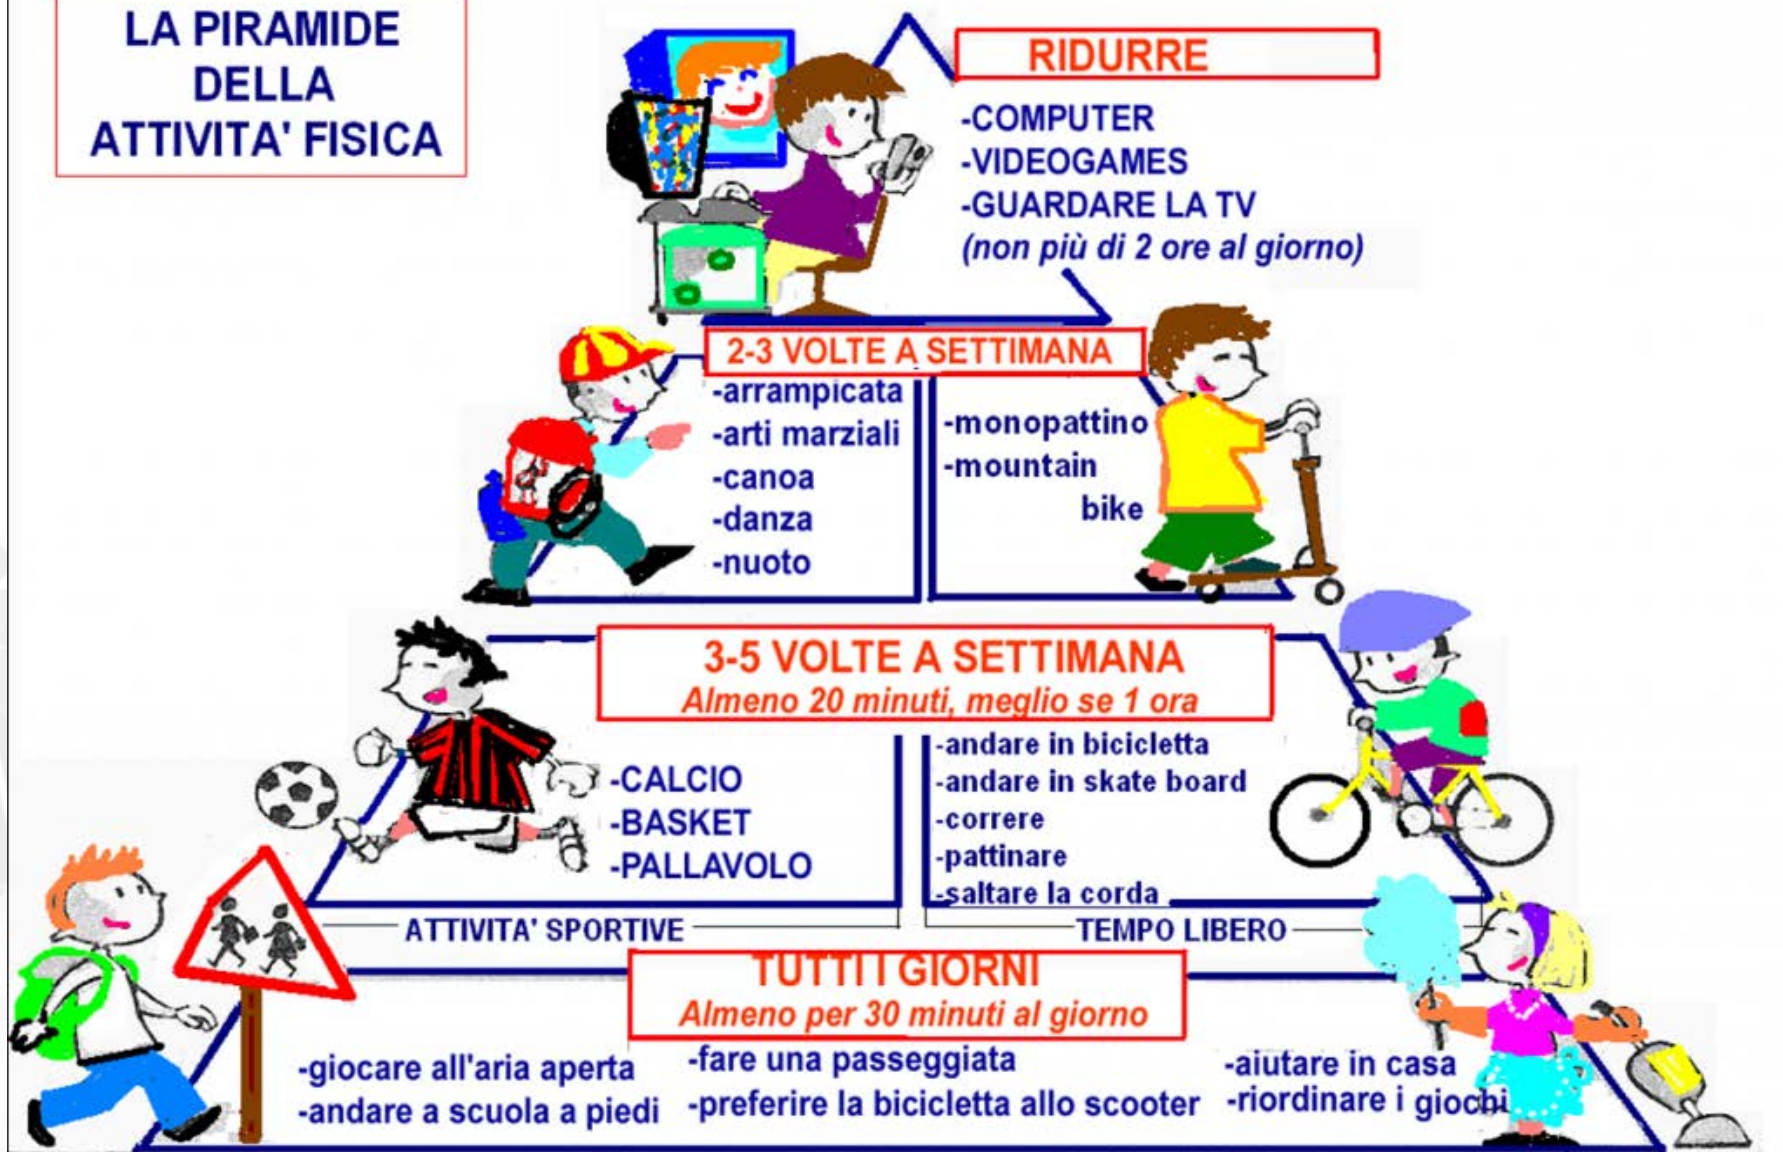 LA PIRAMIDE
DELLA
ATTIVITA' FISICA
RIDURRE
-COMPUTER
-VIDEOGAMES
-GUARDARE LA TV
(non più di 2 ore al giorno)
2-3 VOLTE A SETTIMANA
-arrampicata
-arti marziali
-canoa
-danza
-nuoto
-monopattino
-mountain
bike
3-5 VOLTE A SETTIMANA
Almeno 20 minuti, meglio se 1 ora
-CALCIO
-BASKET
-PALLAVOLO
-andare in bicicletta
-andare in skate board
-correre
-pattinare
-saltare la corda
ATTIVITA' SPORTIVE
TEMPO LIBERO
TUTTI I GIORNI
Almeno per 30 minuti al giorno
-giocare all'aria aperta
-andare a scuola a piedi
-fare una passeggiata
-preferire la bicicletta allo scooter
-aiutare in casa
-riordinare i giochi